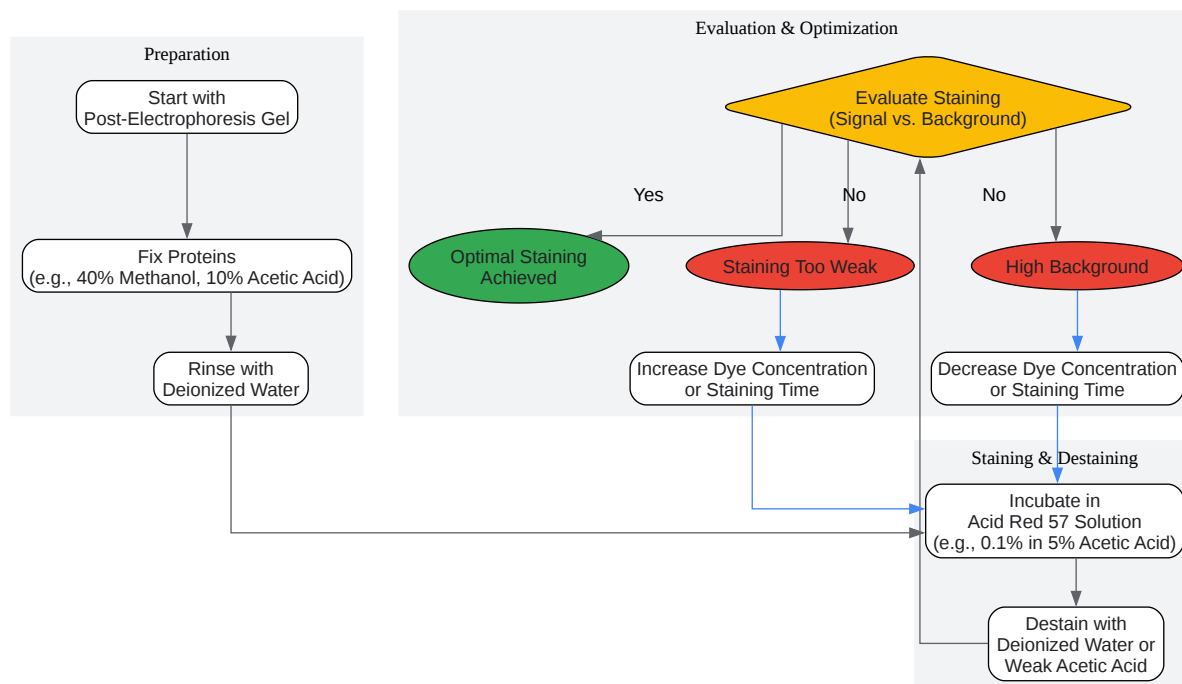 Preparation
Start with
Post-Electrophoresis Gel
Fix Proteins
(e.g., 40% Methanol, 10% Acetic Acid)
Rinse with
Deionized Water
Evaluation & Optimization
Evaluate Staining
(Signal vs. Background)
Yes
No
No
Optimal Staining
Achieved
Staining Too Weak
High Background
Increase Dye Concentration
or Staining Time
Decrease Dye Concentration
or Staining Time
Staining & Destaining
Incubate in
Acid Red 57 Solution
(e.g., 0.1% in 5% Acetic Acid)
Destain with
Deionized Water or
Weak Acetic Acid